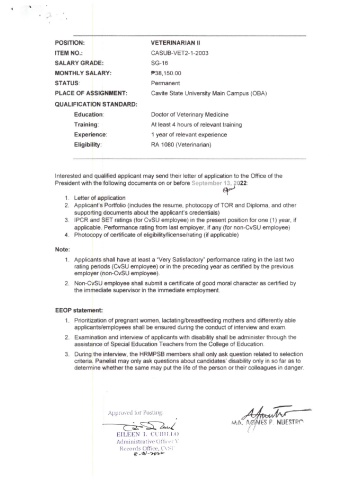 POSITION: VETERINARIAN II
ITEM NO.: CASUB-VET2-1-2003
SALARY GRADE: SG-16
MONTHLY SALARY: ₱38,150.00
STATUS: Permanent
PLACE OF ASSIGNMENT: Cavite State University Main Campus (OBA)
QUALIFICATION STANDARD:
Education: Doctor of Veterinary Medicine
Training: At least 4 hours of relevant training
Experience: 1 year of relevant experience
Eligibility: RA 1080 (Veterinarian)
Interested and qualified applicant may send their letter of application to the Office of the
President with the following documents on or before September 13, 2022:
1. Letter of application
2. Applicant's Portfolio (includes the resume, photocopy of TOR and Diploma, and other
supporting documents about the applicant's credentials)
3. IPCR and SET ratings (for CvSU employee) in the present position for one (1) year, if
applicable. Performance rating from last employer, if any (for non-CvSU employee)
4. Photocopy of certificate of eligibility/license/rating (if applicable)
Note:
1. Applicants shall have at least a "Very Satisfactory" performance rating in the last two
rating periods (CvSU employee) or in the preceding year as certified by the previous
employer (non-CvSU employee).
2. Non-CvSU employee shall submit a certificate of good moral character as certified by
the immediate supervisor in the immediate employment.
EEOP statement:
1. Prioritization of pregnant women, lactating/breastfeeding mothers and differently able
applicants/employees shall be ensured during the conduct of interview and exam.
2. Examination and interview of applicants with disability shall be administer through the
assistance of Special Education Teachers from the College of Education.
3. During the interview, the HRMPSB members shall only ask question related to selection
criteria. Panelist may only ask questions about candidates' disability only in so far as to
determine whether the same may put the life of the person or their colleagues in danger.
Approved for Posting:
EILEEN L. CUBILLO
Administrative Officer V
Records Office, CvSU
MA. AGNES P. NUESTRO